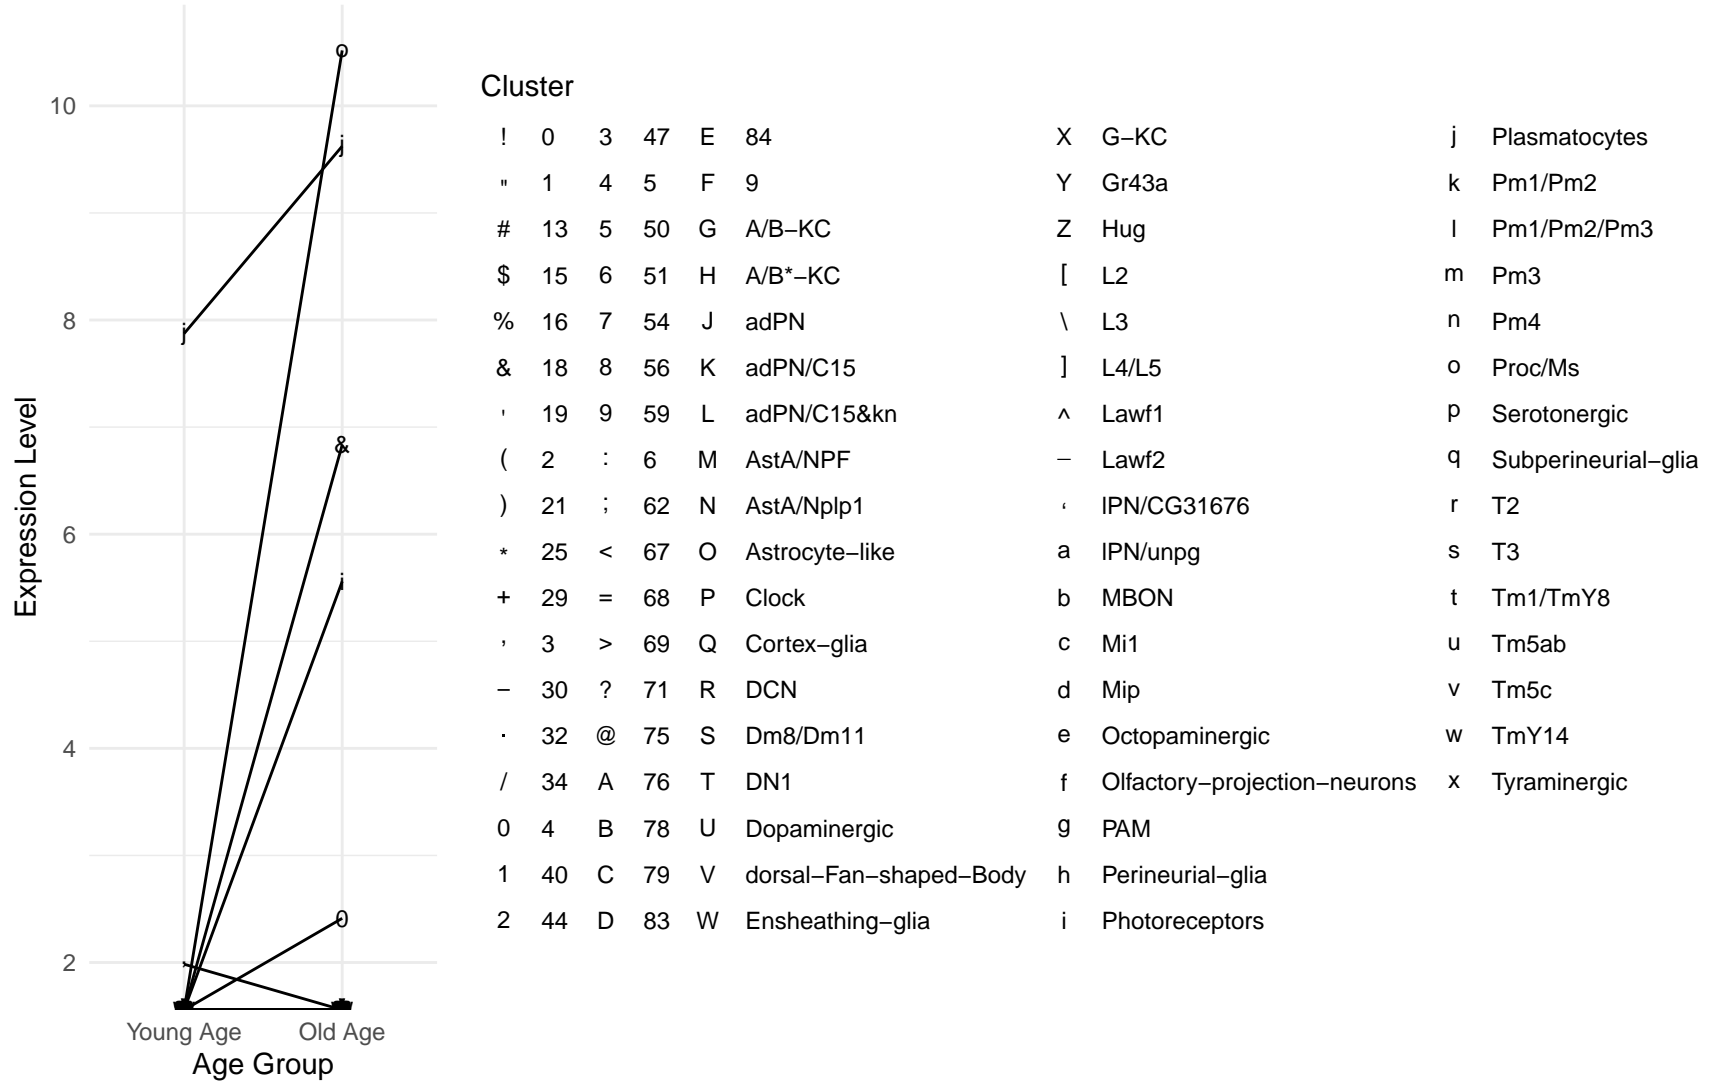 Cluster
! 0 3 47 E 84 X G−KC j Plasmatocytes
" 1 4 5 F 9 Y Gr43a k Pm1/Pm2
# 13 5 50 G A/B−KC Z Hug l Pm1/Pm2/Pm3
$ 15 6 51 H A/B*−KC [ L2 m Pm3
% 16 7 54 J adPN \ L3 n Pm4
& 18 8 56 K adPN/C15 ] L4/L5 o Proc/Ms
' 19 9 59 L adPN/C15&kn ^ Lawf1 p Serotonergic
( 2 : 6 M AstA/NPF − Lawf2 q Subperineurial−glia
) 21 ; 62 N AstA/Nplp1 ‘ lPN/CG31676 r T2
* 25 < 67 O Astrocyte−like a lPN/unpg s T3
+ 29 = 68 P Clock b MBON t Tm1/TmY8
, 3 > 69 Q Cortex−glia c Mi1 u Tm5ab
− 30 ? 71 R DCN d Mip v Tm5c
· 32 @ 75 S Dm8/Dm11 e Octopaminergic w TmY14
/ 34 A 76 T DN1 f Olfactory−projection−neurons x Tyraminergic
0 4 B 78 U Dopaminergic g PAM
1 40 C 79 V dorsal−Fan−shaped−Body h Perineurial−glia
2 44 D 83 W Ensheathing−glia i Photoreceptors
10
8
6
4
2
Expression Level
o
j
j
&
i
0
Young Age Old Age
Age Group